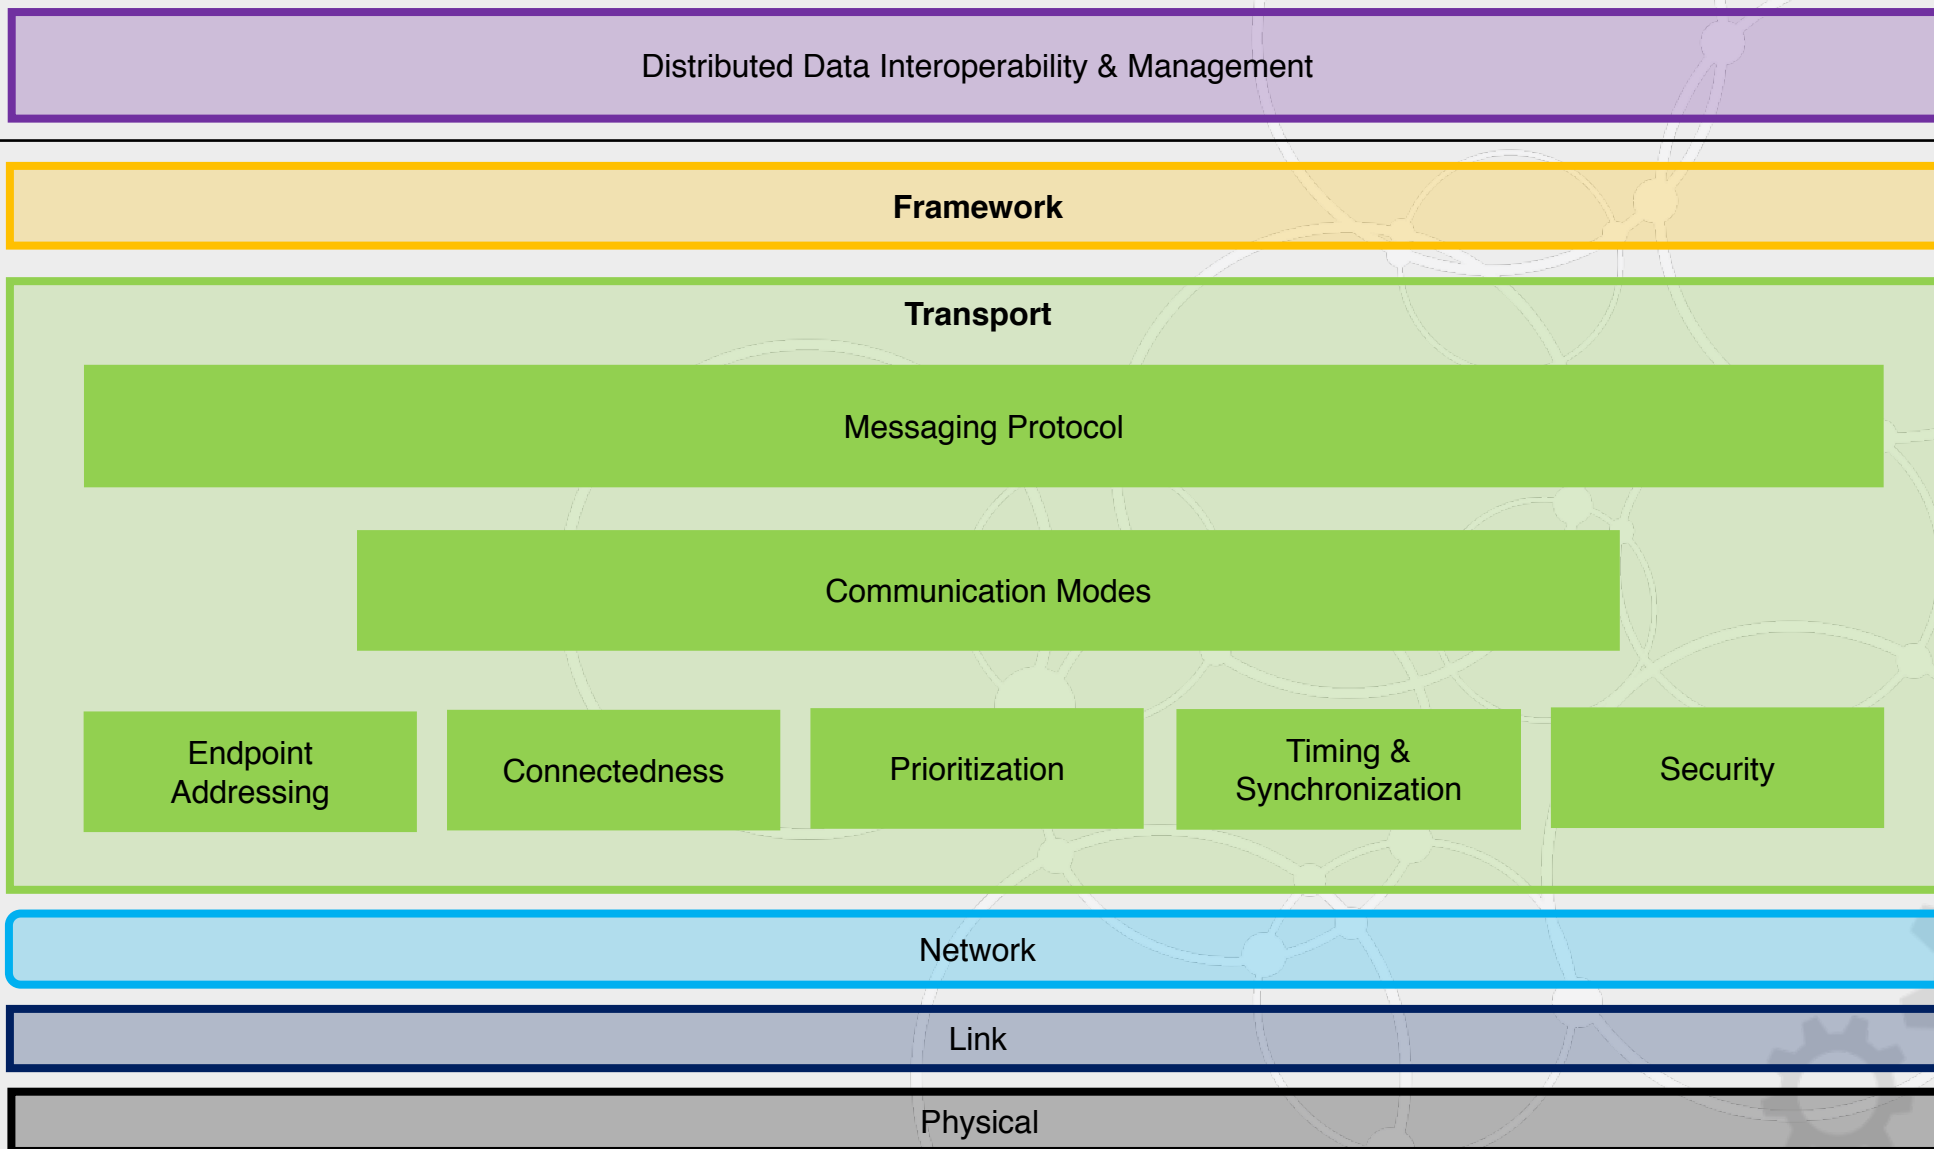 Distributed Data Interoperability & Management
Framework
Transport
Messaging Protocol
Communication Modes
Endpoint
Addressing
Connectedness
Prioritization
Timing &
Synchronization
Security
Network
Link
Physical